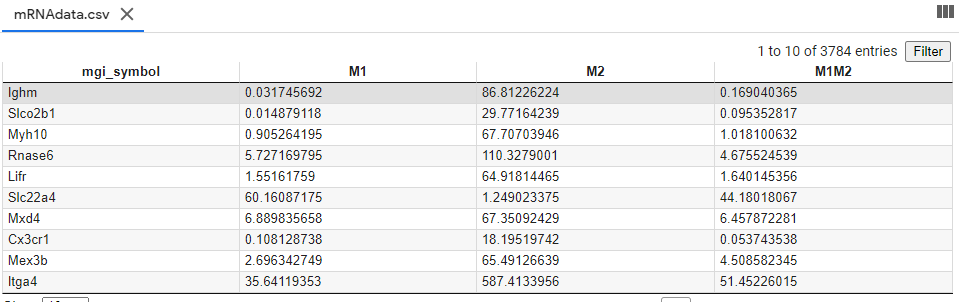 mRNAdata.csv
1 to 10 of 3784 entries Filter
mgi_symbol M1 M2 M1M2
Ighm 0.031745692 86.81226224 0.169040365
Slco2b1 0.014879118 29.77164239 0.095352817
Myh10 0.905264195 67.70703946 1.018100632
Rnase6 5.727169795 110.3279001 4.675524539
Lifr 1.55161759 64.91814465 1.640145356
Slc22a4 60.16087175 1.249023375 44.18018067
Mxd4 6.889835658 67.35092429 6.457872281
Cx3cr1 0.108128738 18.19519742 0.053743538
Mex3b 2.696342749 65.49126639 4.508582345
Itga4 35.64119353 587.4133956 51.45226015